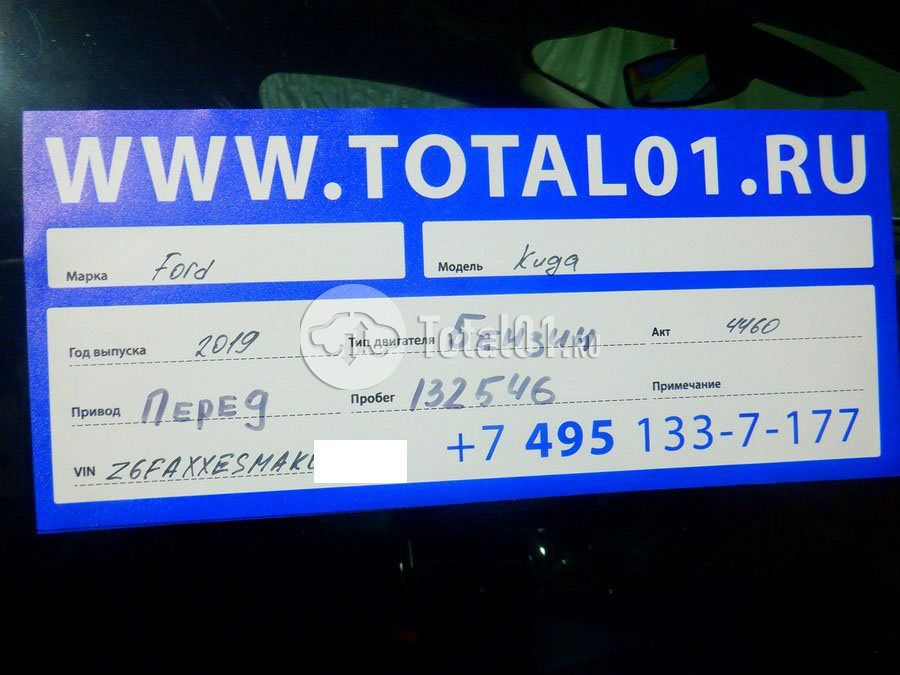 WWW.TOTAL01.RU
Марка Ford Модель Kuga
Год выпуска 2019 Тип двигателя Бензин Акт 4460
Total01.ru
Привод Перед Пробег 132546 Примечание
VIN Z6FAXXESMAK
+7 495 133-7-177